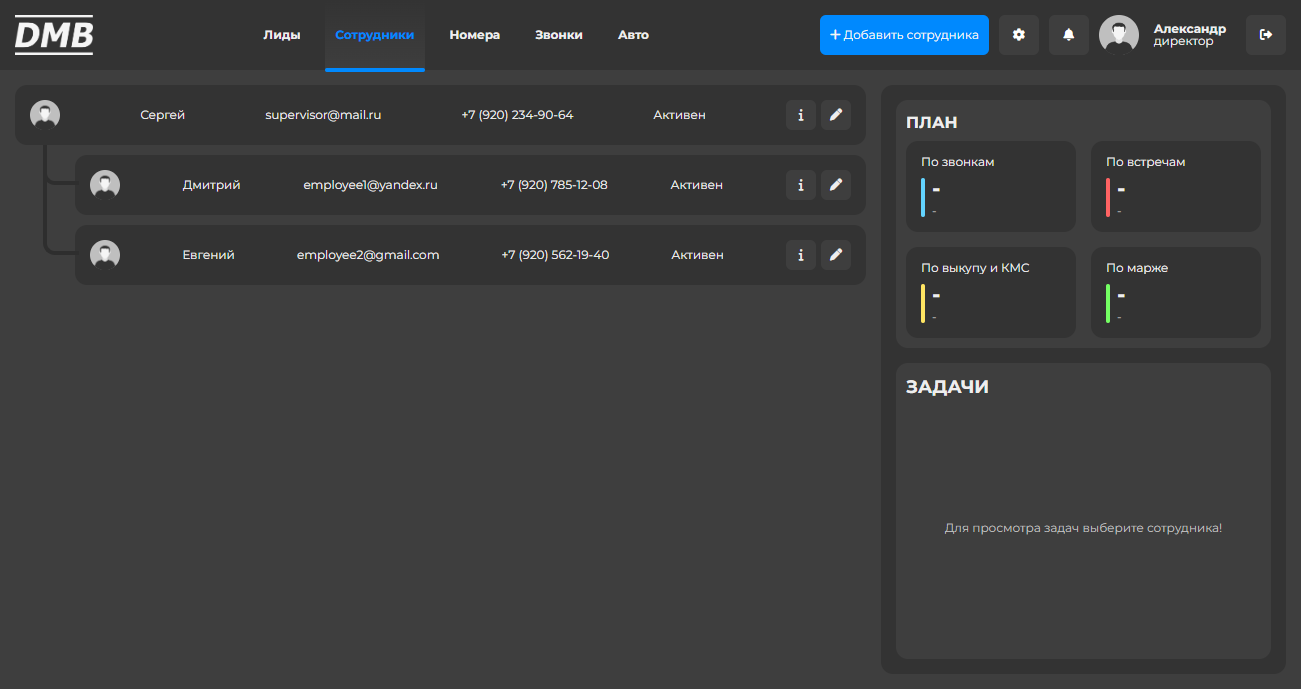 DMB
Лиды
Сотрудники
Номера
Звонки
Авто
+ Добавить сотрудника
Александр
директор
Сергей supervisor@mail.ru +7 (920) 234-90-64 Активен
Дмитрий employee1@yandex.ru +7 (920) 785-12-08 Активен
Евгений employee2@gmail.com +7 (920) 562-19-40 Активен
ПЛАН
По звонкам
-
-
По встречам
-
-
По выкупу и КМС
-
-
По марже
-
-
ЗАДАЧИ
Для просмотра задач выберите сотрудника!